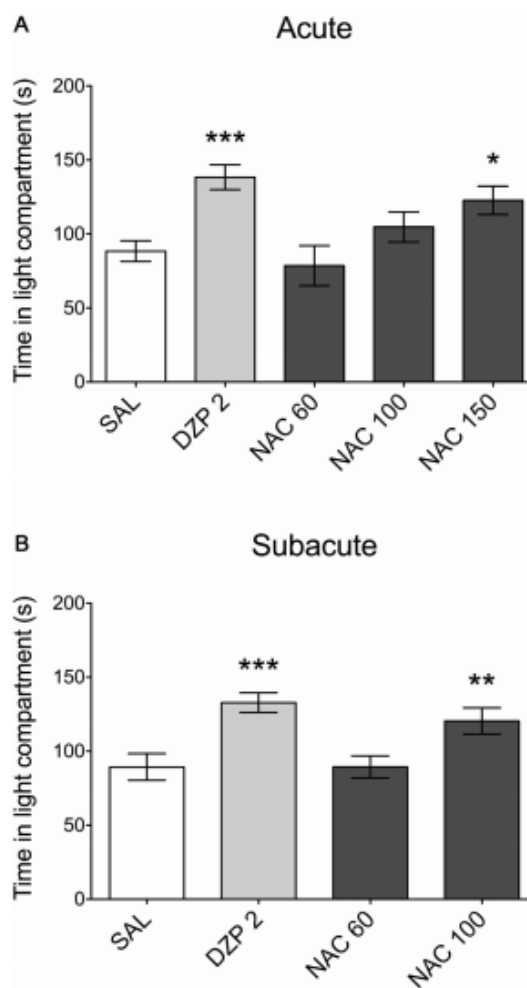 A
Acute
Time in light compartment (s)
200
150
100
50
0
***
*
SAL
DZP 2
NAC 60
NAC 100
NAC 150
B
Subacute
Time in light compartment (s)
200
150
100
50
0
***
**
SAL
DZP 2
NAC 60
NAC 100